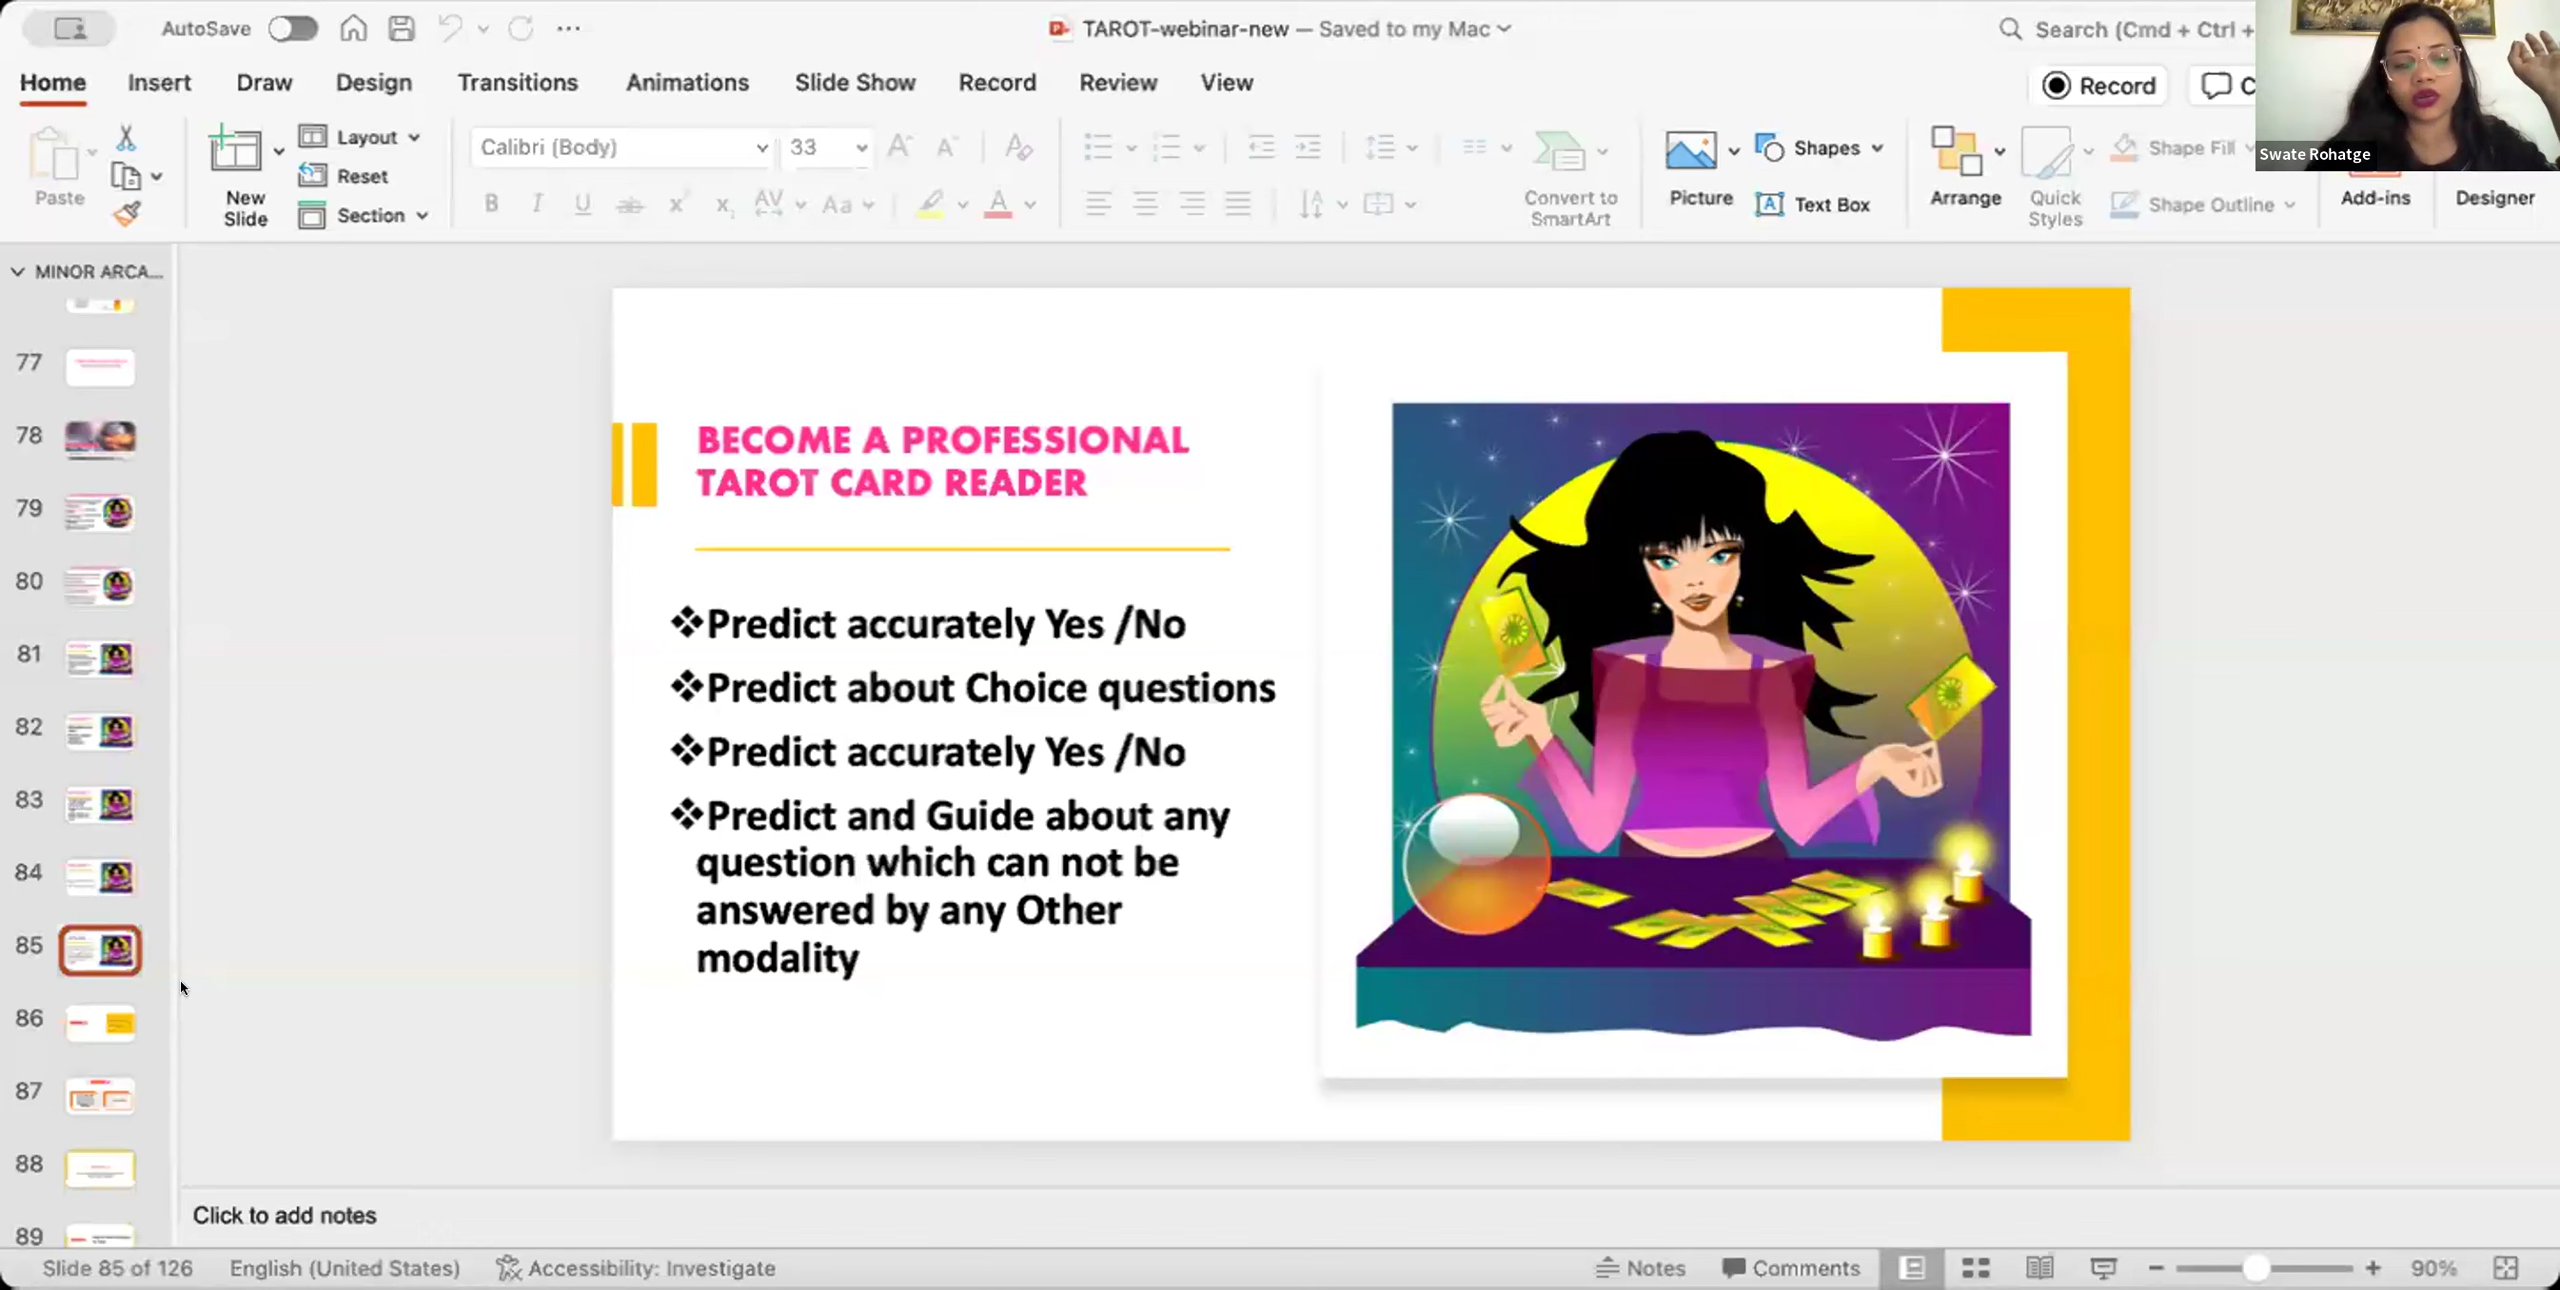 AutoSave
TAROT-webinar-new — Saved to my Mac
Search (Cmd + Ctrl +
Home Insert Draw Design Transitions Animations Slide Show Record Review View
Record
C
Paste
New
Slide
Layout
Reset
Section
Calibri (Body)
33
Convert to
SmartArt
Picture
Shapes
Text Box
Arrange
Quick
Styles
Shape Fill
Shape Outline
Add-ins
Designer
Swate Rohatge
MINOR ARCA...
77
78
79
80
81
82
83
84
85
86
87
88
89
BECOME A PROFESSIONAL
TAROT CARD READER
❖Predict accurately Yes /No
❖Predict about Choice questions
❖Predict accurately Yes /No
❖Predict and Guide about any
question which can not be
answered by any Other
modality
Click to add notes
Slide 85 of 126
English (United States)
Accessibility: Investigate
Notes
Comments
90%